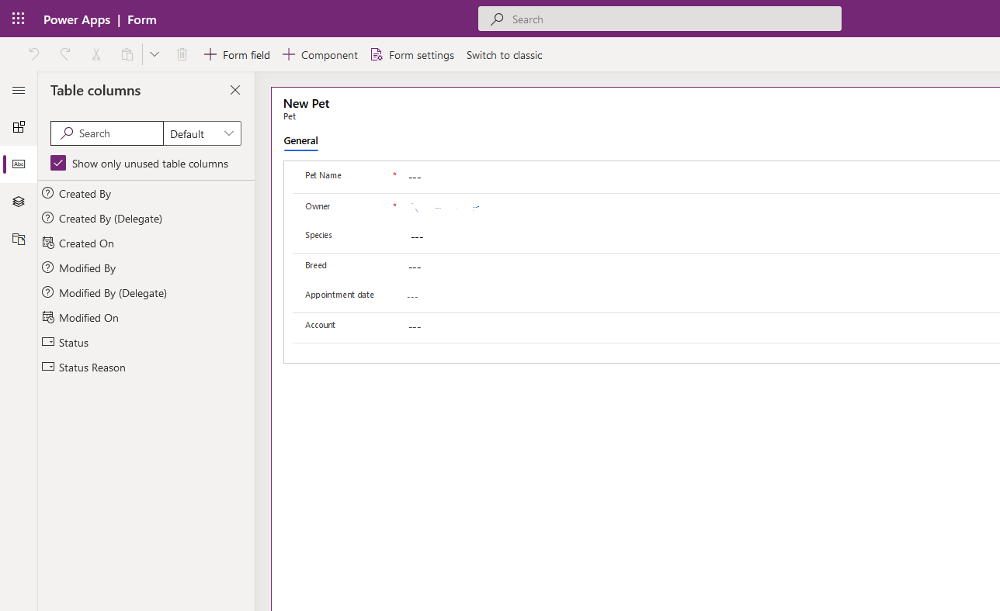 Power Apps | Form
Search
Form field
Component
Form settings
Switch to classic
Table columns
Search
Default
Show only unused table columns
Created By
Created By (Delegate)
Created On
Modified By
Modified By (Delegate)
Modified On
Status
Status Reason
New Pet
Pet
General
Pet Name * ---
Owner *
Species ---
Breed ---
Appointment date ---
Account ---
Abc